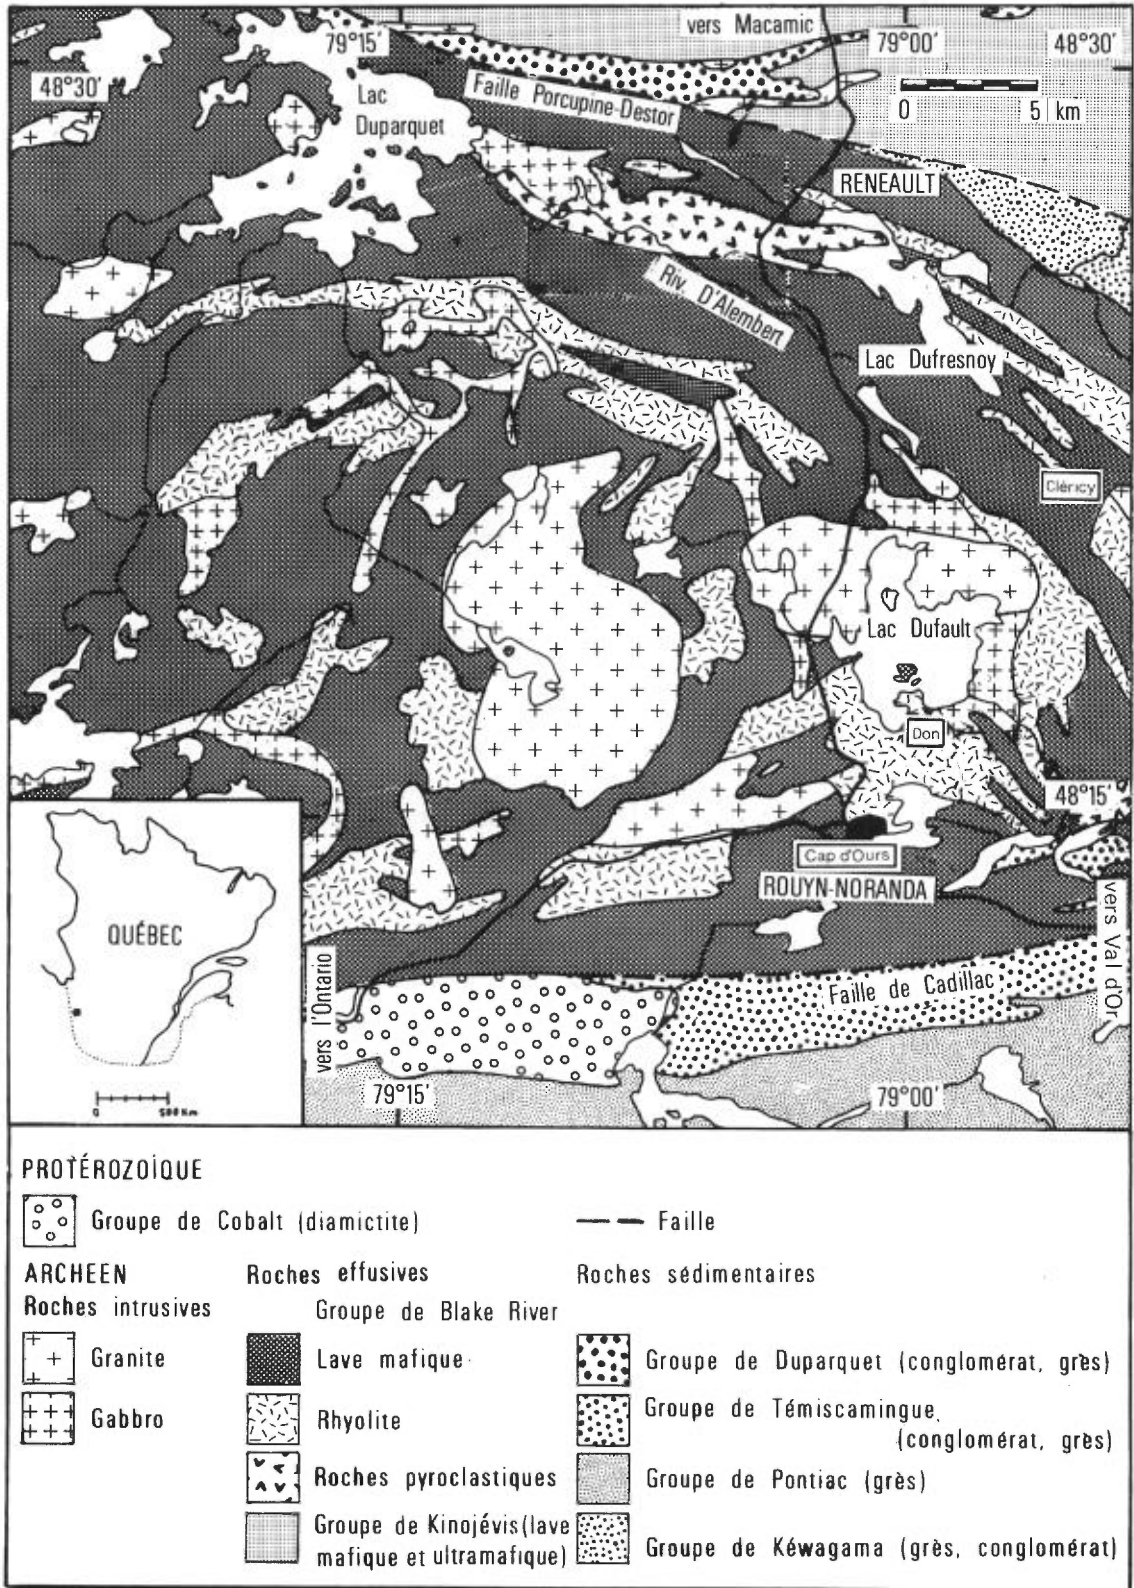 vers Macamic
79°15'
79°00'
48°30'
48°30'
Lac
Duparquet
Faille Porcupine-Destor
0 5 km
RENEAULT
Riv. D'Alembert
Lac Dufresnoy
Cléricy
Lac Dufault
Don
48°15'
Cap d'Ours
ROUYN-NORANDA
vers Val d'Or
QUÉBEC
0 500 Km
vers l'Ontario
Faille de Cadillac
79°15'
79°00'
PROTÉROZOÏQUE
Groupe de Cobalt (diamictite)
Faille
ARCHEEN
Roches intrusives
Granite
Gabbro
Roches effusives
Groupe de Blake River
Lave mafique
Rhyolite
Roches pyroclastiques
Groupe de Kinojévis (lave
mafique et ultramafique)
Roches sédimentaires
Groupe de Duparquet (conglomérat, grès)
Groupe de Témiscamingue,
(conglomérat, grès)
Groupe de Pontiac (grès)
Groupe de Kéwagama (grès, conglomérat)